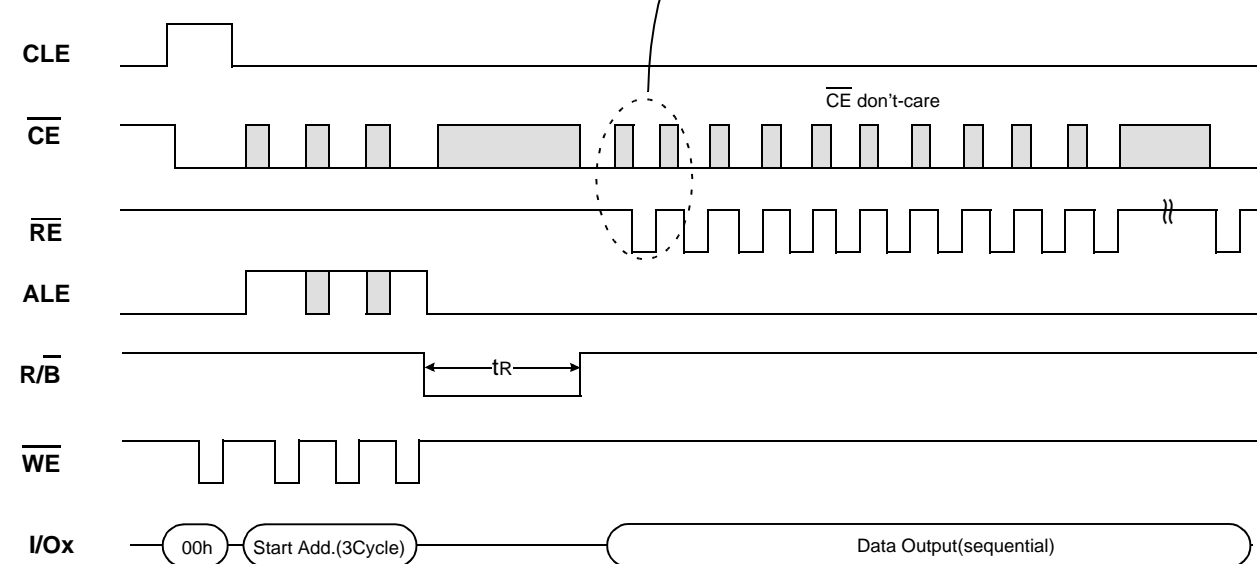 CLE
CE don't-care
CE
RE
ALE
R/B
tR
WE
I/Ox
00h
Start Add.(3Cycle)
Data Output(sequential)